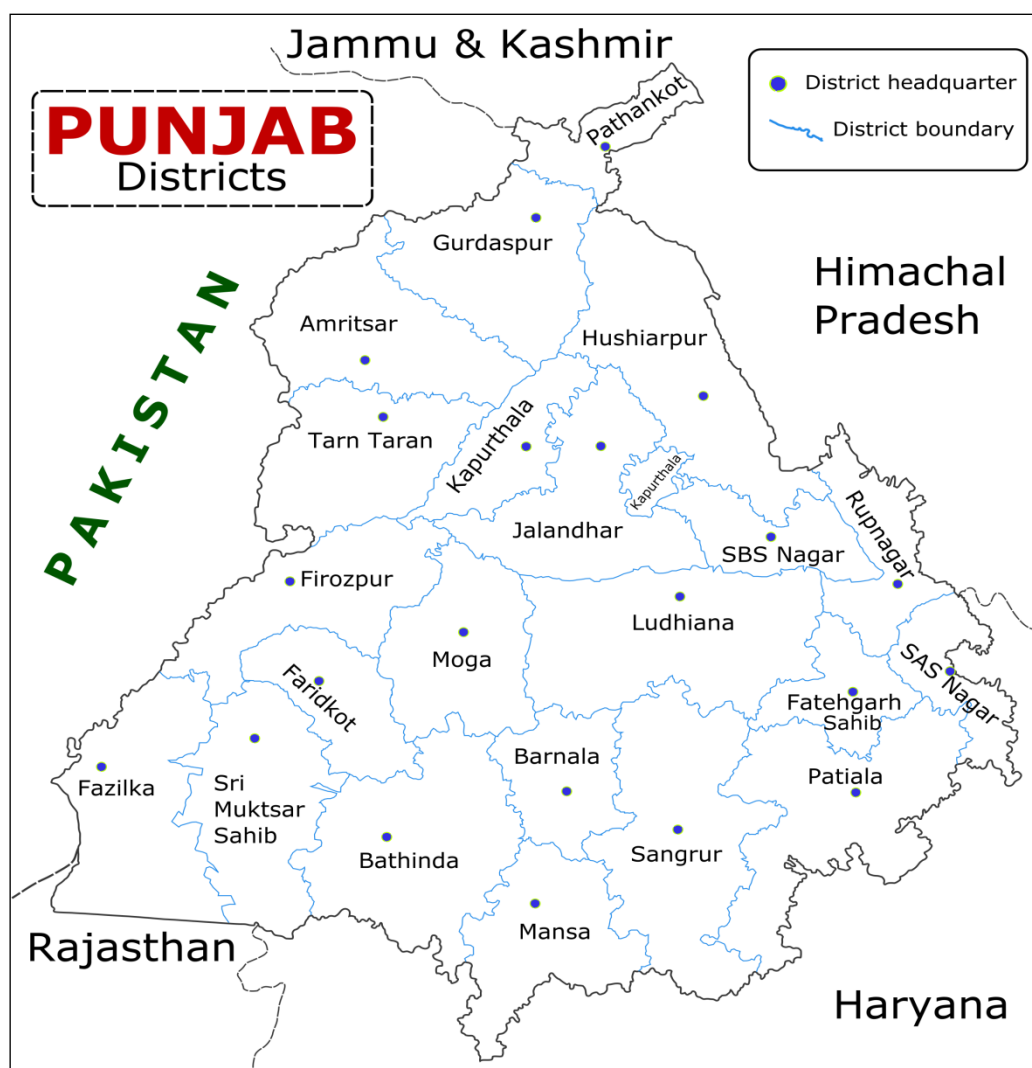 Jammu & Kashmir
PUNJAB
Districts
District headquarter
District boundary
Pathankot
Gurdaspur
Himachal
Pradesh
PAKISTAN
Amritsar
Hushiarpur
Tarn Taran
Kapurthala
Kapurthala
Jalandhar
SBS Nagar
Rupnagar
Firozpur
Moga
Ludhiana
Faridkot
SAS Nagar
Fatehgarh
Sahib
Fazilka
Sri
Muktsar
Sahib
Barnala
Patiala
Bathinda
Sangrur
Mansa
Rajasthan
Haryana